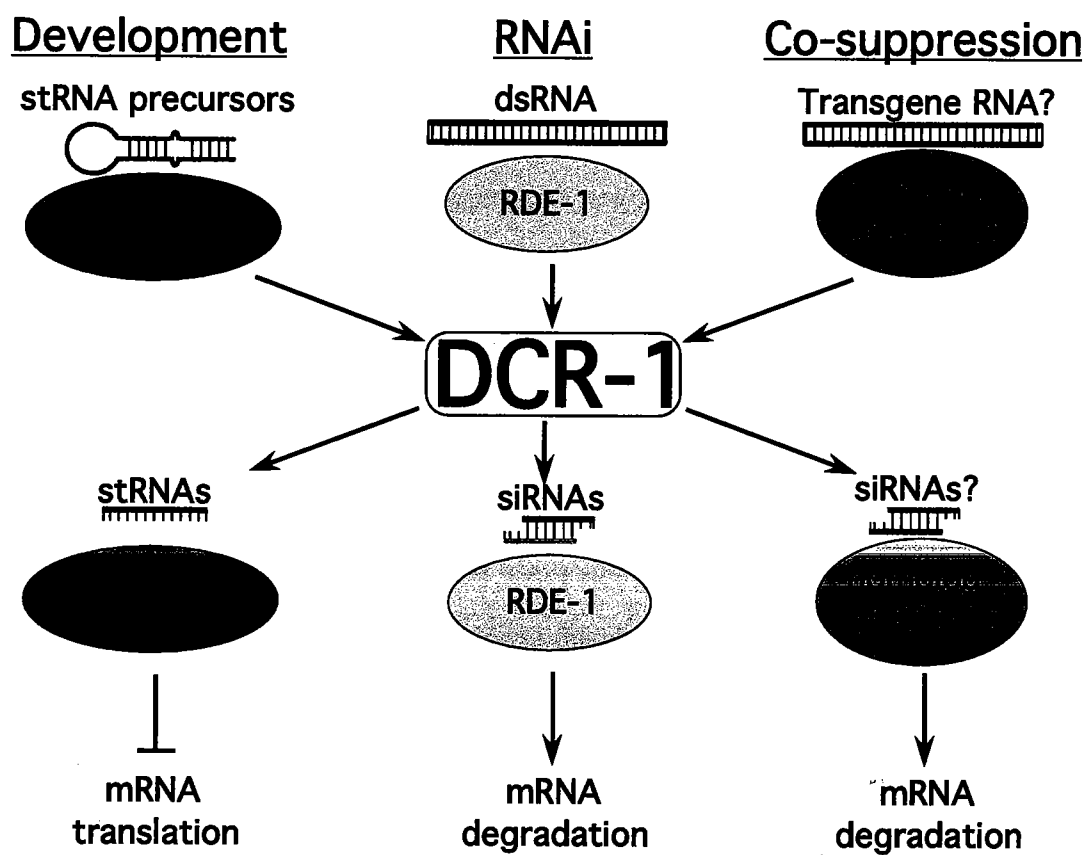 Development
RNAi
Co-suppression
stRNA precursors
dsRNA
Transgene RNA?
RDE-1
DCR-1
stRNAs
siRNAs
siRNAs?
RDE-1
mRNA
translation
mRNA
degradation
mRNA
degradation